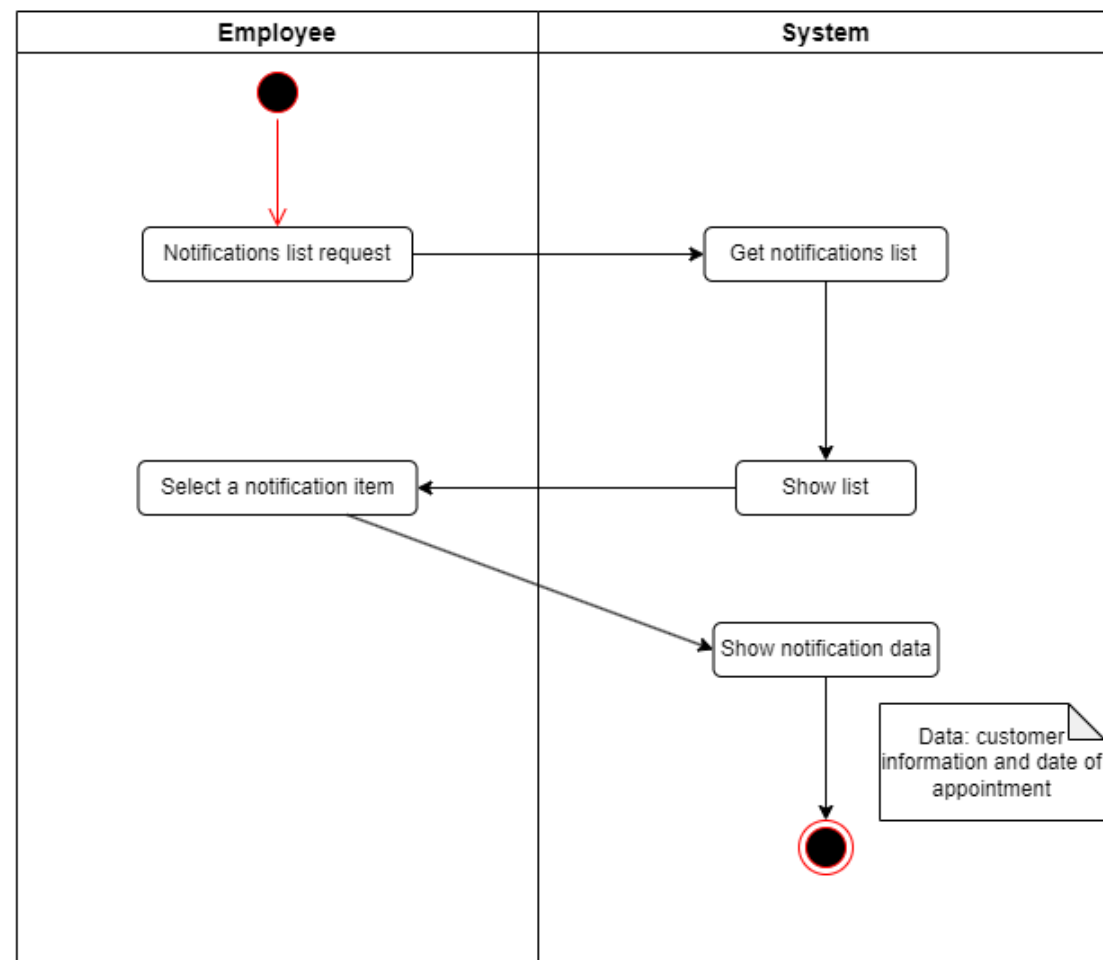 Employee
System
Notifications list request
Get notifications list
Select a notification item
Show list
Show notification data
Data: customer
information and date of
appointment